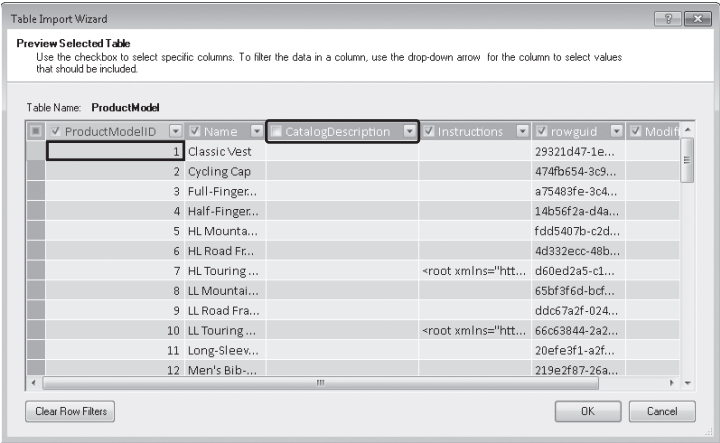 Table Import Wizard
Preview Selected Table
Use the checkbox to select specific columns. To filter the data in a column, use the drop-down arrow for the column to select values
that should be included.
Table Name: ProductModel
ProductModelID Name CatalogDescription Instructions rowguid Modif
1 Classic Vest 29321d47-1e...
2 Cycling Cap 474fb654-3c9...
3 Full-Finger... a75483fe-3c4...
4 Half-Finger... 14b56f2a-d4a...
5 HL Mounta... fdd5407b-c2d...
6 HL Road Fr... 4d332ecc-48b...
7 HL Touring ... <root xmlns="htt... d60ed2a5-c1...
8 LL Mountai... 65bf3f6d-bcf...
9 LL Road Fra... ddc67a2f-024...
10 LL Touring ... <root xmlns="htt... 66c63844-2a2...
11 Long-Sleev... 20efe3f1-a2f...
12 Men's Bib-... 219e2f87-26a...
Clear Row Filters OK Cancel